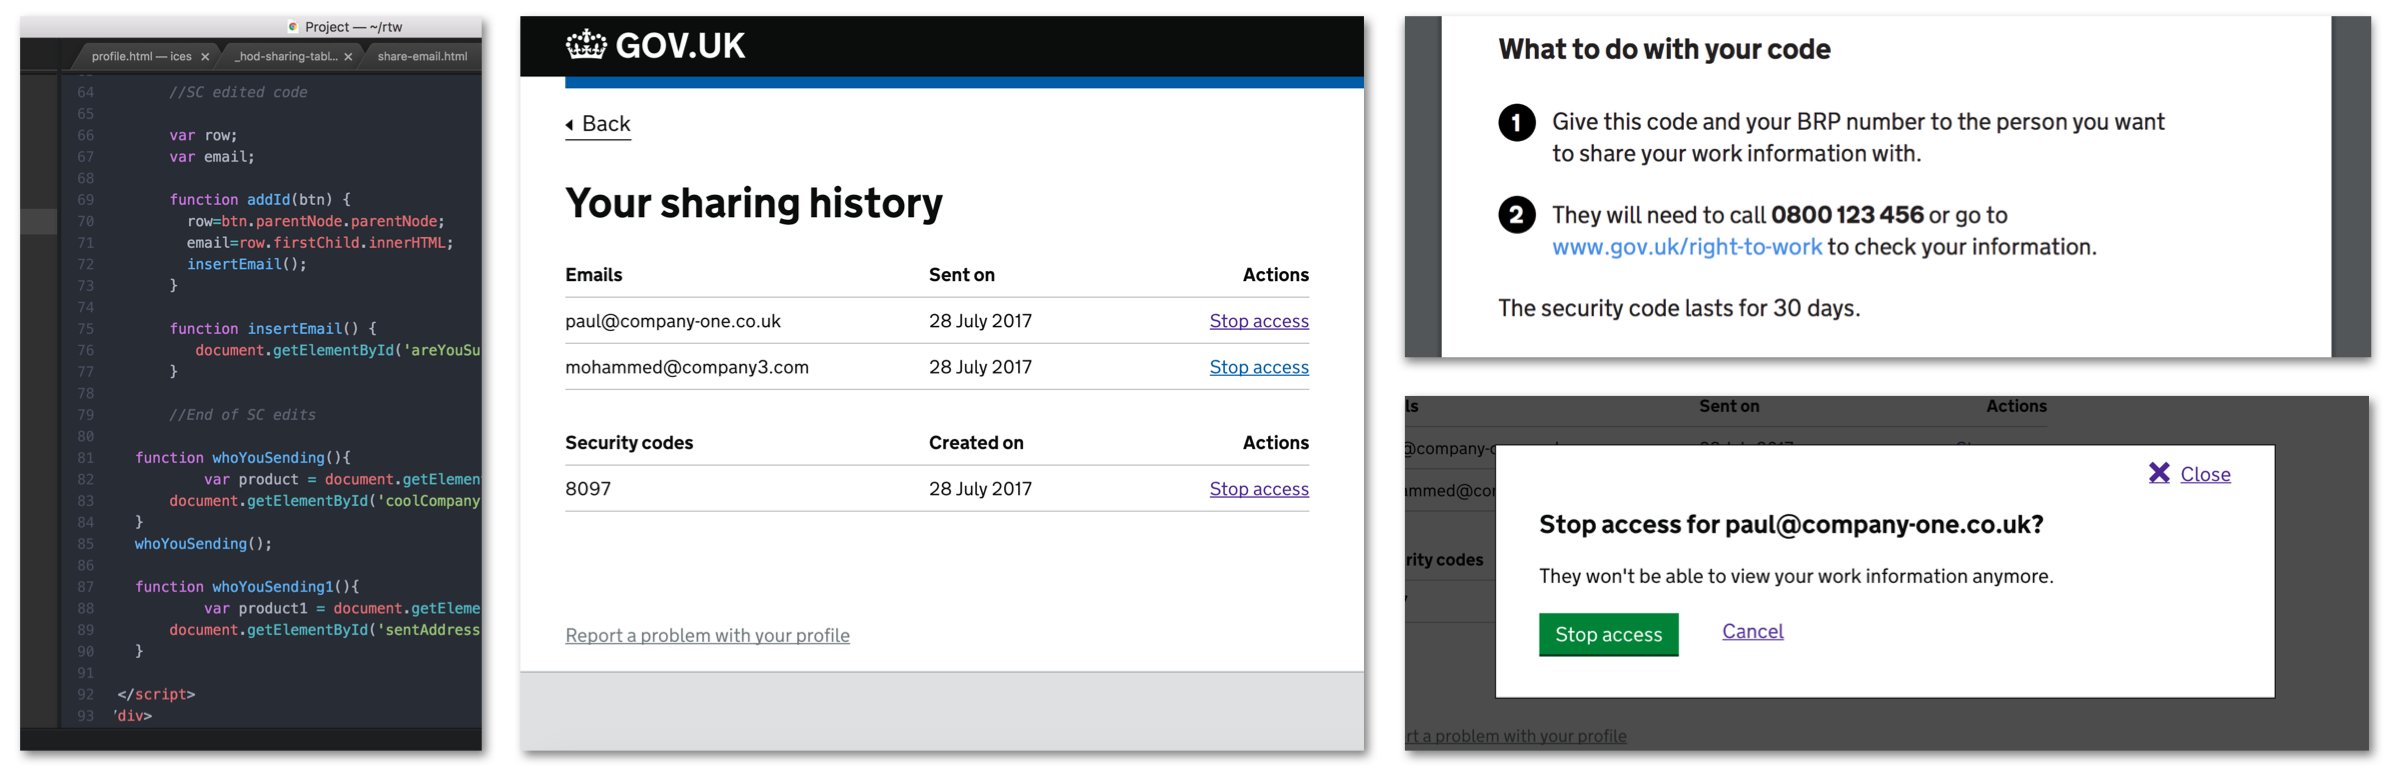 Project — ~/rtw
profile.html — ices × _hod-sharing-tabl... × share-email.html
64 //SC edited code
65
66 var row;
67 var email;
68
69 function addId(btn) {
70 row=btn.parentNode.parentNode;
71 email=row.firstChild.innerHTML;
72 insertEmail();
73 }
74
75 function insertEmail() {
76 document.getElementById('areYouSu
77 }
78
79 //End of SC edits
80
81 function whoYouSending(){
82 var product = document.getElemen
83 document.getElementById('coolCompany
84 }
85 whoYouSending();
86
87 function whoYouSending1(){
88 var product1 = document.getEleme
89 document.getElementById('sentAddress
90 }
91
92 </script>
93 div>
GOV.UK
Back
Your sharing history
Emails Sent on Actions
paul@company-one.co.uk 28 July 2017 Stop access
mohammed@company3.com 28 July 2017 Stop access
Security codes Created on Actions
8097 28 July 2017 Stop access
Report a problem with your profile
What to do with your code
1 Give this code and your BRP number to the person you want
to share your work information with.
2 They will need to call 0800 123 456 or go to
www.gov.uk/right-to-work to check your information.
The security code lasts for 30 days.
ls Sent on Actions
@company-o
mmed@cor
rity codes
Close
Stop access for paul@company-one.co.uk?
They won't be able to view your work information anymore.
Stop access Cancel
rt a problem with your profile